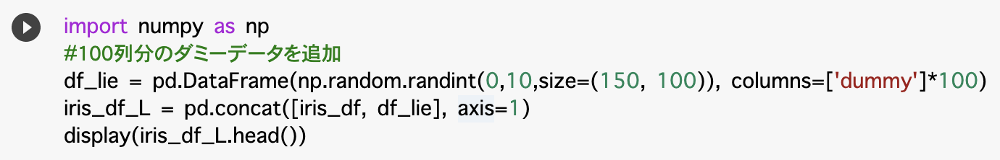 import numpy as np
#100列分のダミーデータを追加
df_lie = pd.DataFrame(np.random.randint(0,10,size=(150, 100)), columns=['dummy']*100)
iris_df_L = pd.concat([iris_df, df_lie], axis=1)
display(iris_df_L.head())